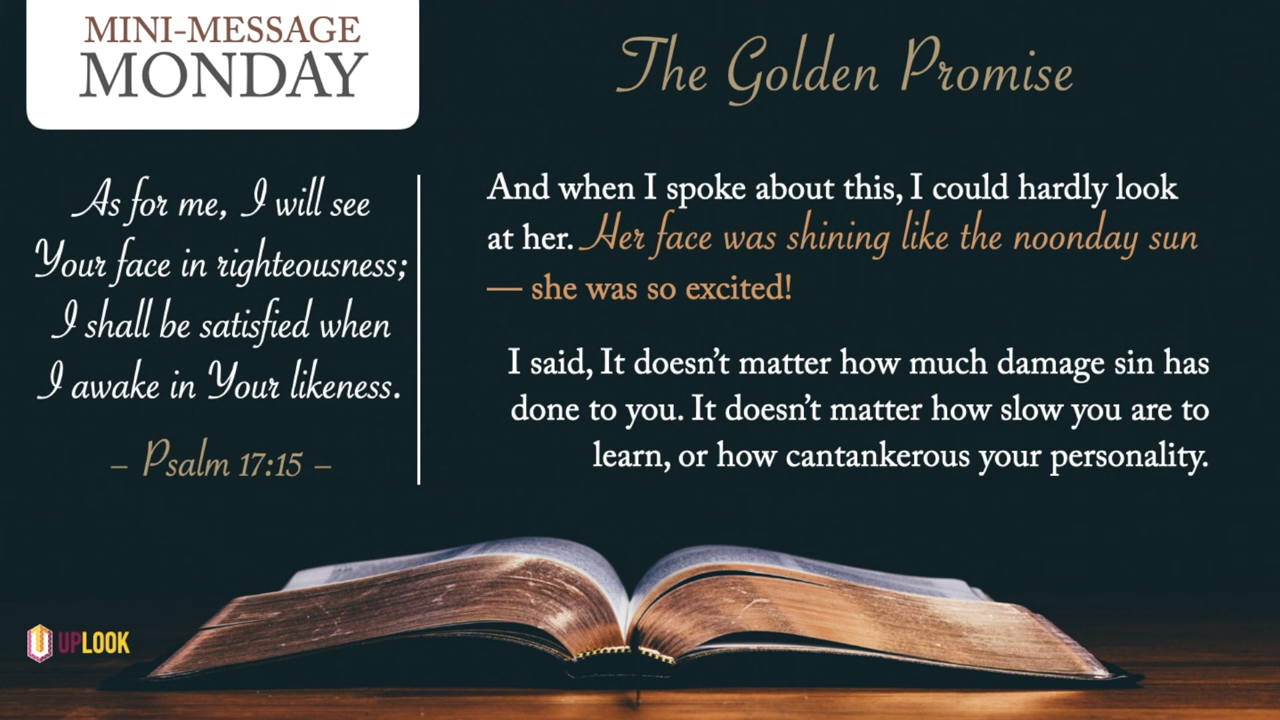 MINI-MESSAGE
MONDAY
The Golden Promise
As for me, I will see
Your face in righteousness;
I shall be satisfied when
I awake in Your likeness.
– Psalm 17:15 –
And when I spoke about this, I could hardly look
at her. Her face was shining like the noonday sun
— she was so excited!
I said, It doesn’t matter how much damage sin has
done to you. It doesn’t matter how slow you are to
learn, or how cantankerous your personality.
UPLOOK